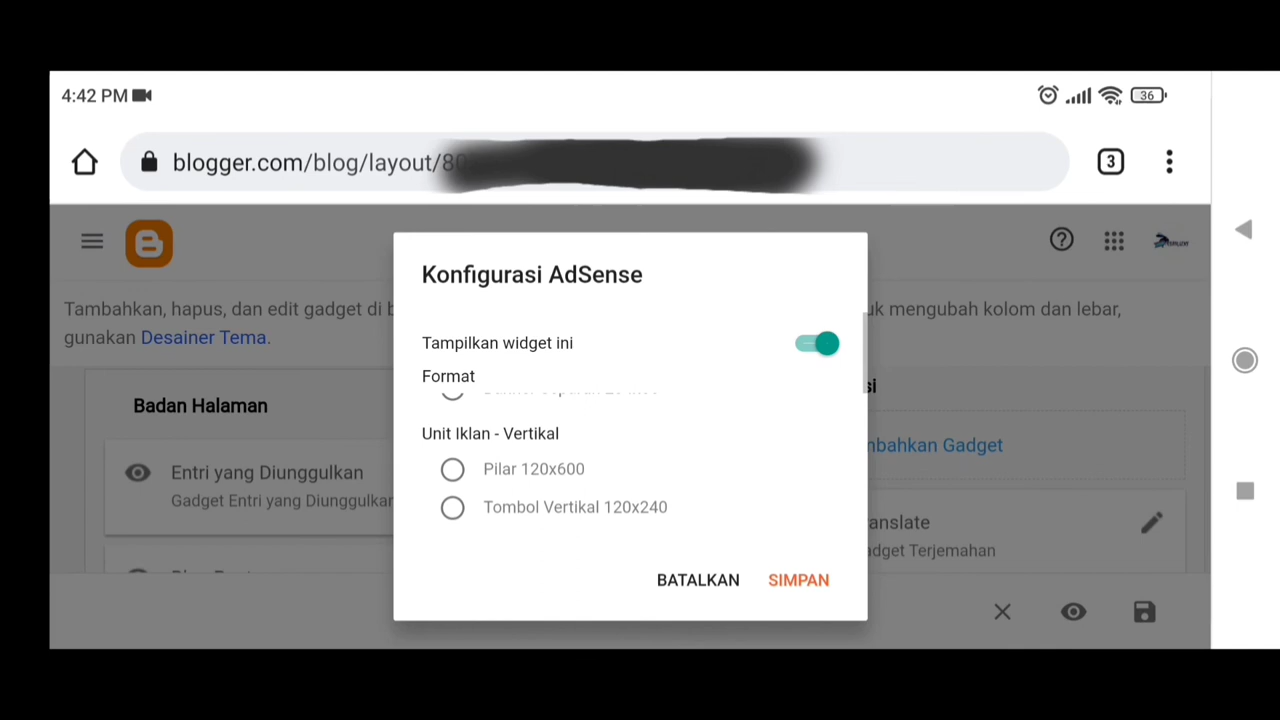 4:42 PM
36
blogger.com/blog/layout/80
3
Konfigurasi AdSense
Tambahkan, hapus, dan edit gadget di b
uk mengubah kolom dan lebar,
gunakan Desainer Tema.
Tampilkan widget ini
Format
si
Badan Halaman
Unit Iklan - Vertikal
mbahkan Gadget
Entri yang Diunggulkan
Pilar 120x600
Gadget Entri yang Diunggulkan
Tombol Vertikal 120x240
ranslate
adget Terjemahan
BATALKAN
SIMPAN